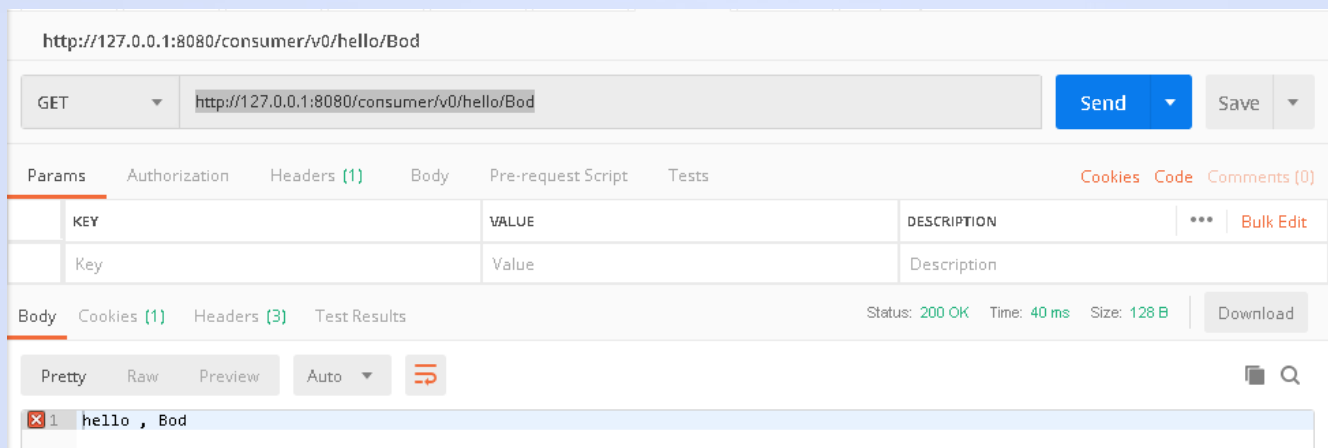 http://127.0.0.1:8080/consumer/v0/hello/Bod
GET http://127.0.0.1:8080/consumer/v0/hello/Bod Send Save
Params Authorization Headers (1) Body Pre-request Script Tests Cookies Code Comments (0)
KEY VALUE DESCRIPTION ••• Bulk Edit
Key Value Description
Body Cookies (1) Headers (3) Test Results Status: 200 OK Time: 40 ms Size: 128 B Download
Pretty Raw Preview Auto
1 hello , Bod